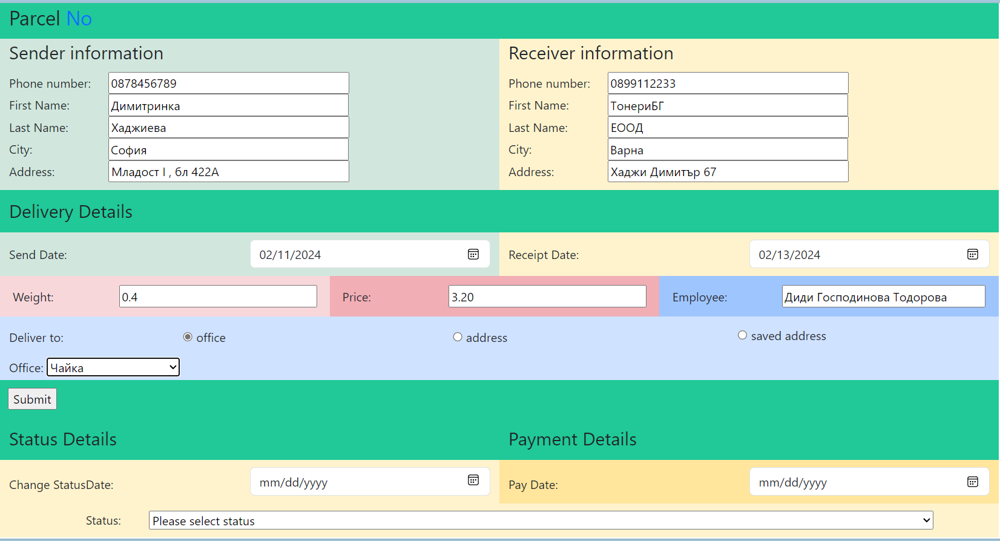 Parcel No
Sender information
Phone number: 0878456789
First Name: Димитринка
Last Name: Хаджиева
City: София
Address: Младост I , бл 422А
Receiver information
Phone number: 0899112233
First Name: ТонериБГ
Last Name: ЕООД
City: Варна
Address: Хаджи Димитър 67
Delivery Details
Send Date: 02/11/2024
Receipt Date: 02/13/2024
Weight: 0.4
Price: 3.20
Employee: Диди Господинова Тодорова
Deliver to: office address saved address
Office: Чайка
Submit
Status Details
Payment Details
Change StatusDate: mm/dd/yyyy
Pay Date: mm/dd/yyyy
Status: Please select status